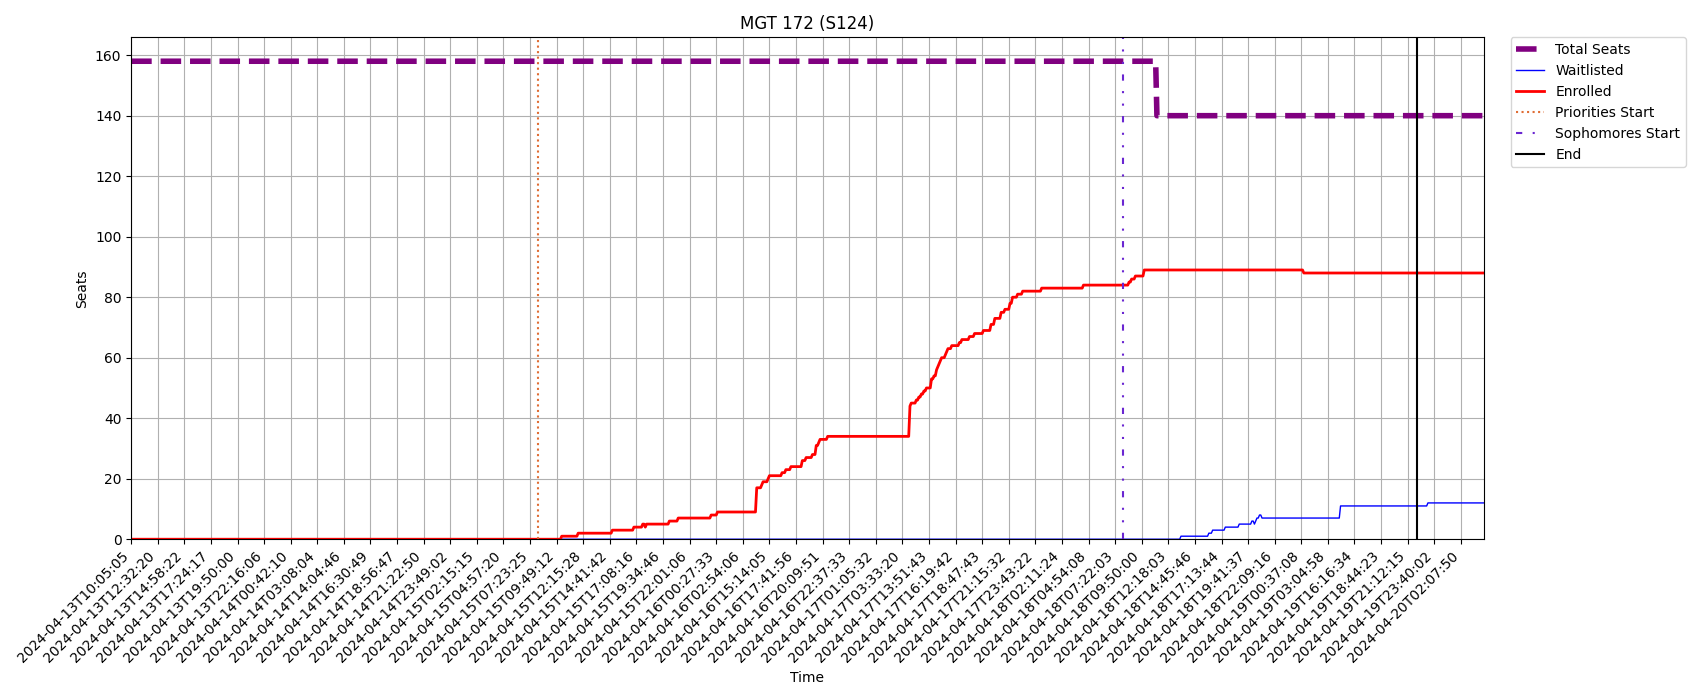 MGT 172 (S124)
Seats
160
140
120
100
80
60
40
20
0
2024-04-13T10:05:05
2024-04-13T12:32:20
2024-04-13T14:58:22
2024-04-13T17:24:17
2024-04-13T19:50:00
2024-04-13T22:16:06
2024-04-14T00:42:10
2024-04-14T03:08:04
2024-04-14T14:04:46
2024-04-14T16:30:49
2024-04-14T18:56:47
2024-04-14T21:22:50
2024-04-14T23:49:02
2024-04-15T02:15:15
2024-04-15T04:57:20
2024-04-15T07:23:25
2024-04-15T09:49:12
2024-04-15T12:15:28
2024-04-15T14:41:42
2024-04-15T17:08:16
2024-04-15T19:34:46
2024-04-15T22:01:06
2024-04-16T00:27:33
2024-04-16T02:54:06
2024-04-16T15:14:05
2024-04-16T17:41:56
2024-04-16T20:09:51
2024-04-16T22:37:33
2024-04-17T01:05:32
2024-04-17T03:33:20
2024-04-17T13:51:43
2024-04-17T16:19:42
2024-04-17T18:47:43
2024-04-17T21:15:32
2024-04-17T23:43:22
2024-04-18T02:11:24
2024-04-18T04:54:08
2024-04-18T07:22:03
2024-04-18T09:50:00
2024-04-18T12:18:03
2024-04-18T14:45:46
2024-04-18T17:13:44
2024-04-18T19:41:37
2024-04-18T22:09:16
2024-04-19T00:37:08
2024-04-19T03:04:58
2024-04-19T16:16:34
2024-04-19T18:44:23
2024-04-19T21:12:15
2024-04-19T23:40:02
2024-04-20T02:07:50
Time
Total Seats
Waitlisted
Enrolled
Priorities Start
Sophomores Start
End